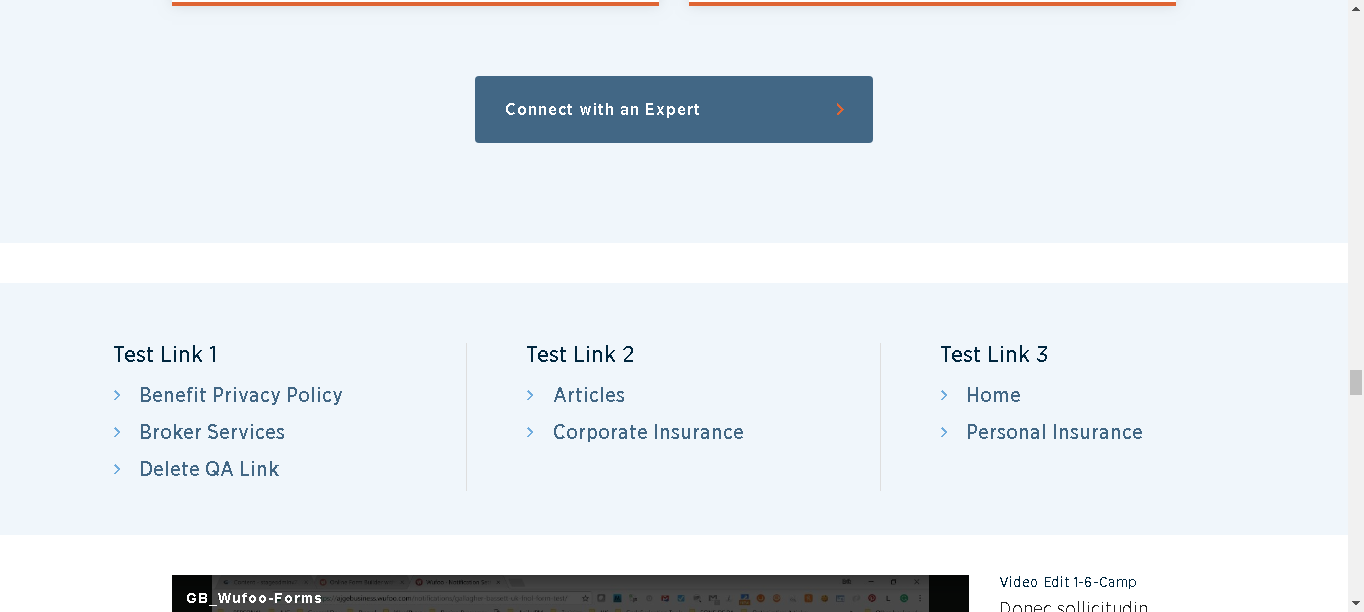 Connect with an Expert
Test Link 1
Benefit Privacy Policy
Broker Services
Delete QA Link
Test Link 2
Articles
Corporate Insurance
Test Link 3
Home
Personal Insurance
GB_Wufoo-Forms
Video Edit 1-6-Camp
Donec sollicitudin